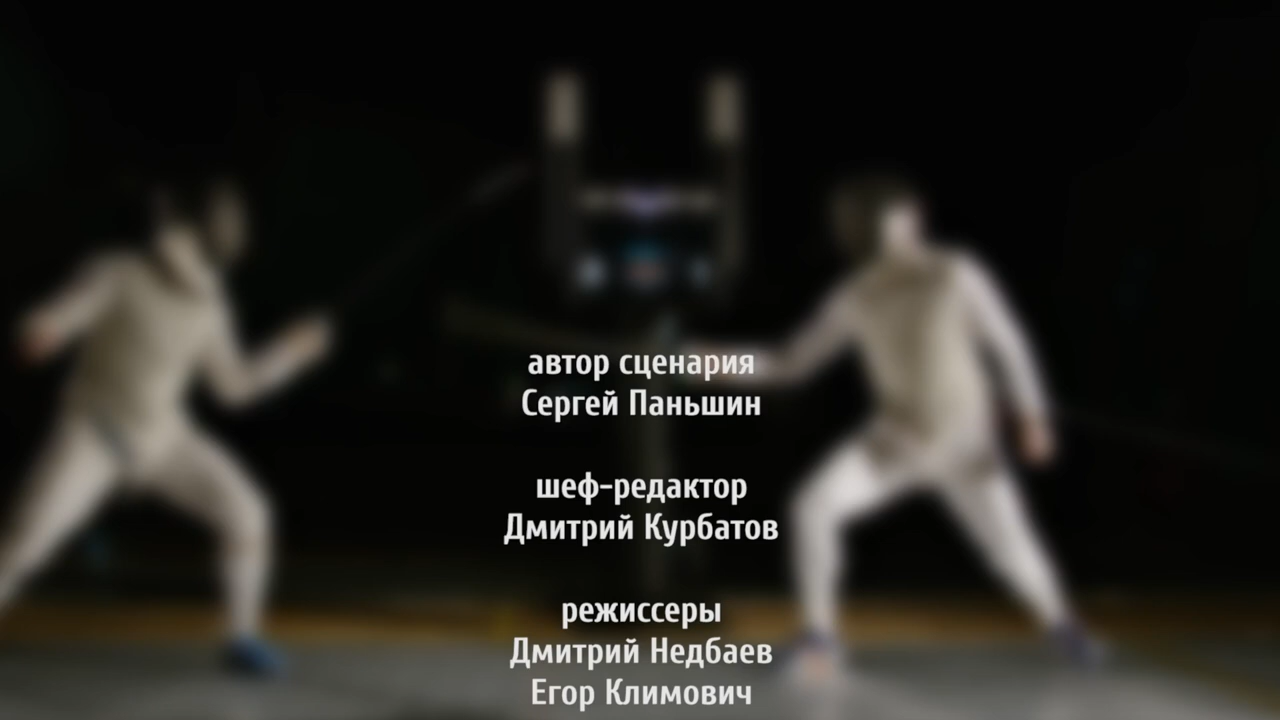 автор сценария
Сергей Паньшин
шеф-редактор
Дмитрий Курбатов
режиссеры
Дмитрий Недбаев
Егор Климович